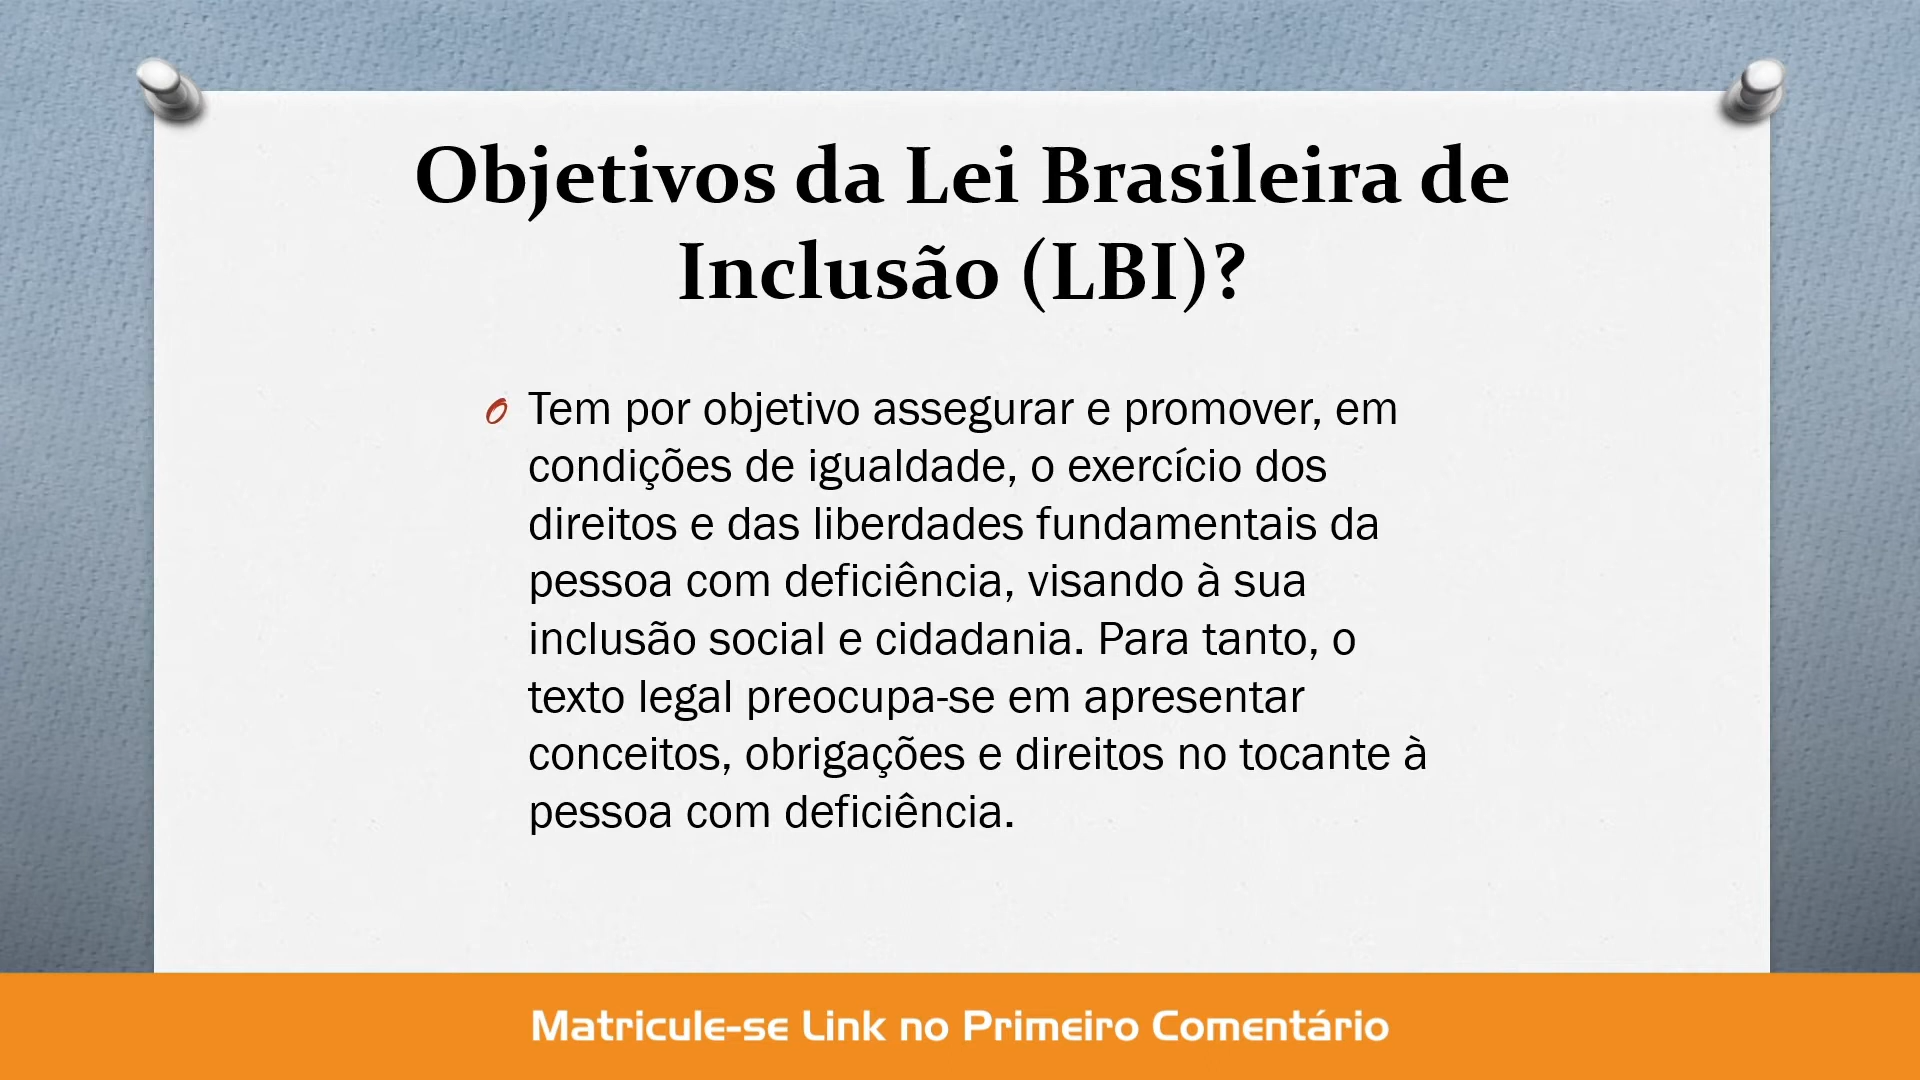 Objetivos da Lei Brasileira de
Inclusão (LBI)?
Tem por objetivo assegurar e promover, em
condições de igualdade, o exercício dos
direitos e das liberdades fundamentais da
pessoa com deficiência, visando à sua
inclusão social e cidadania. Para tanto, o
texto legal preocupa-se em apresentar
conceitos, obrigações e direitos no tocante à
pessoa com deficiência.
Matricule-se Link no Primeiro Comentário